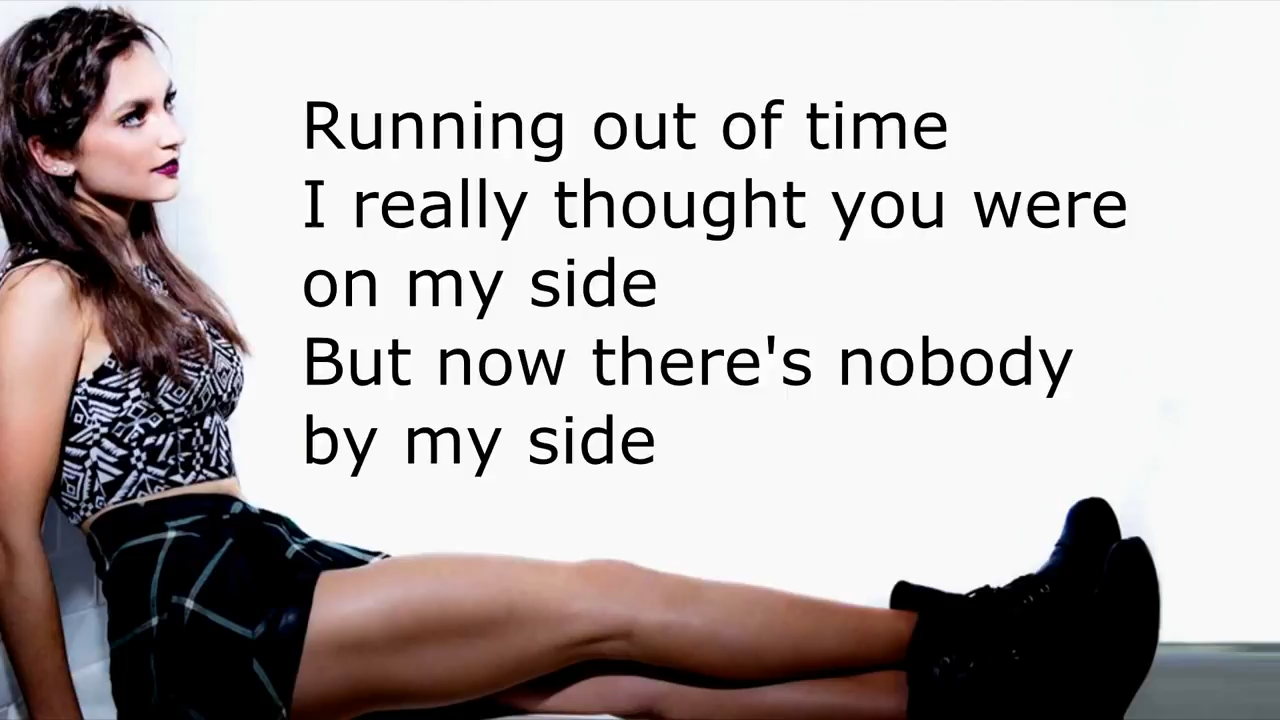 Running out of time
I really thought you were
on my side
But now there's nobody
by my side